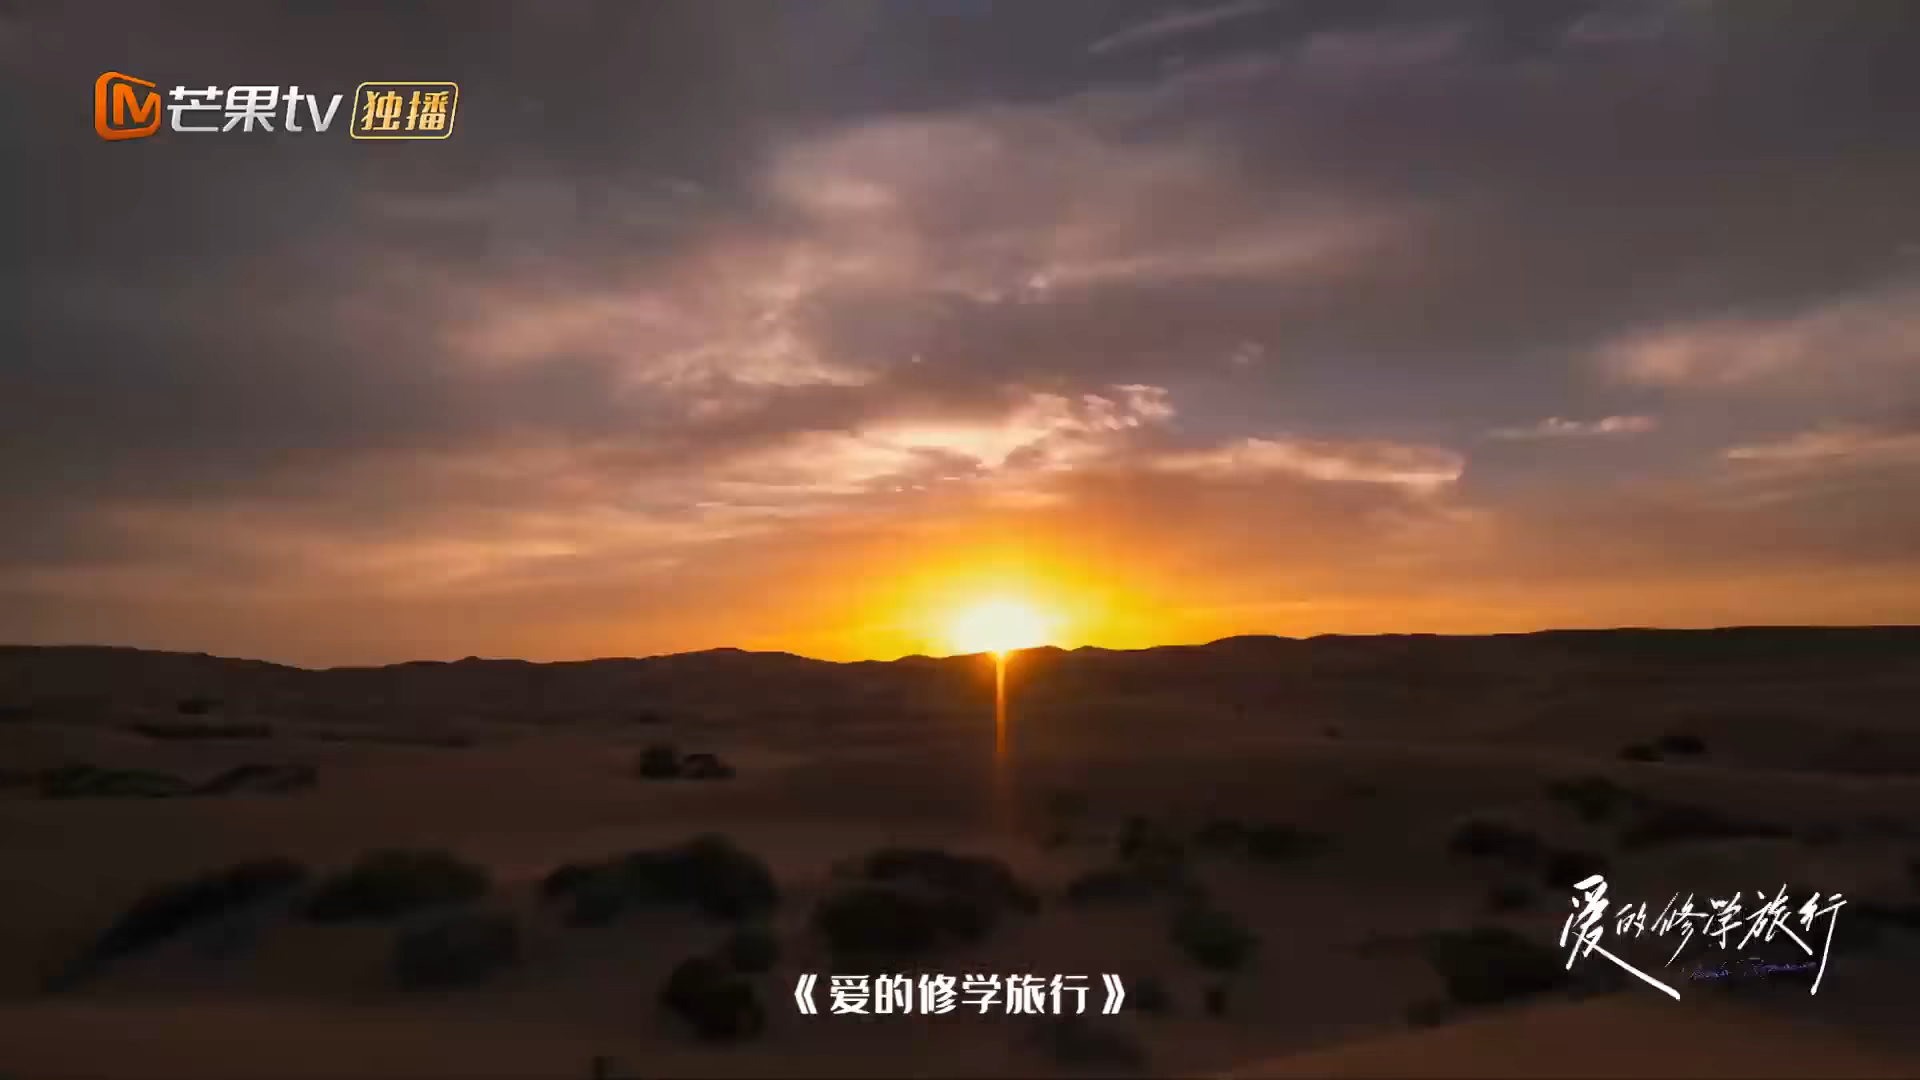 芒果tv 独播
爱的修学旅行
《爱的修学旅行》